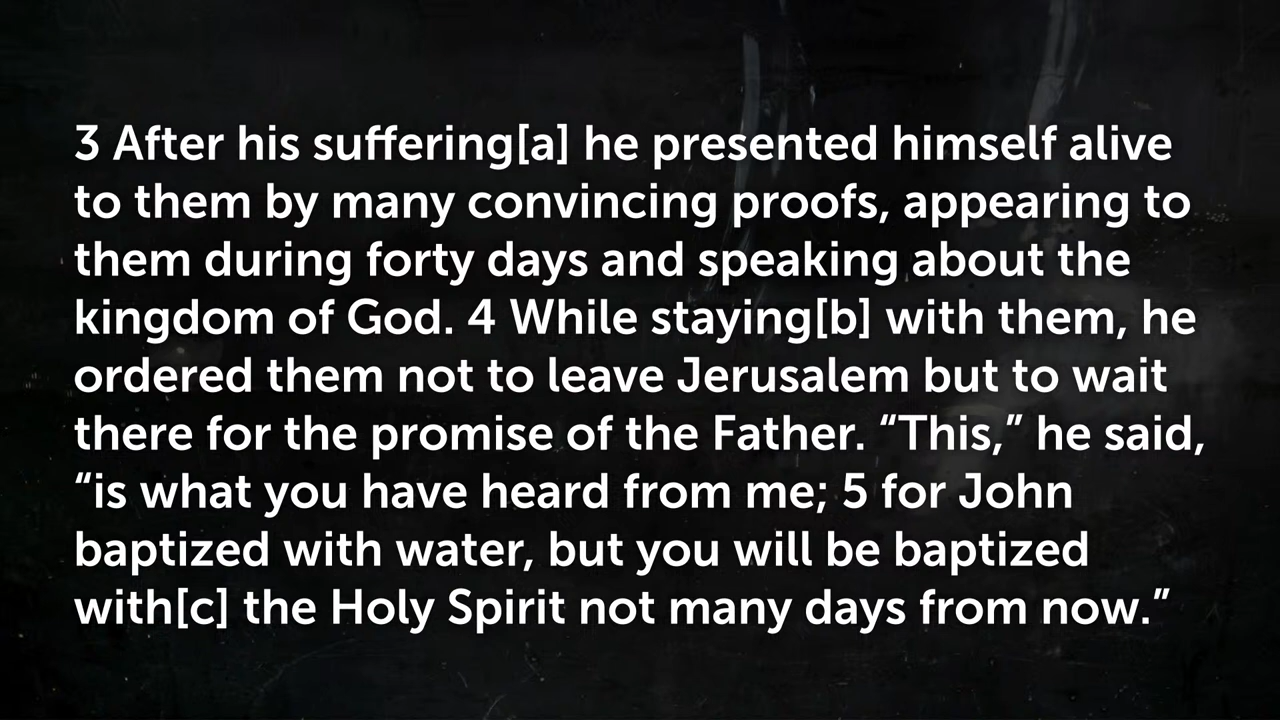 3 After his suffering[a] he presented himself alive
to them by many convincing proofs, appearing to
them during forty days and speaking about the
kingdom of God. 4 While staying[b] with them, he
ordered them not to leave Jerusalem but to wait
there for the promise of the Father. “This,” he said,
“is what you have heard from me; 5 for John
baptized with water, but you will be baptized
with[c] the Holy Spirit not many days from now.”